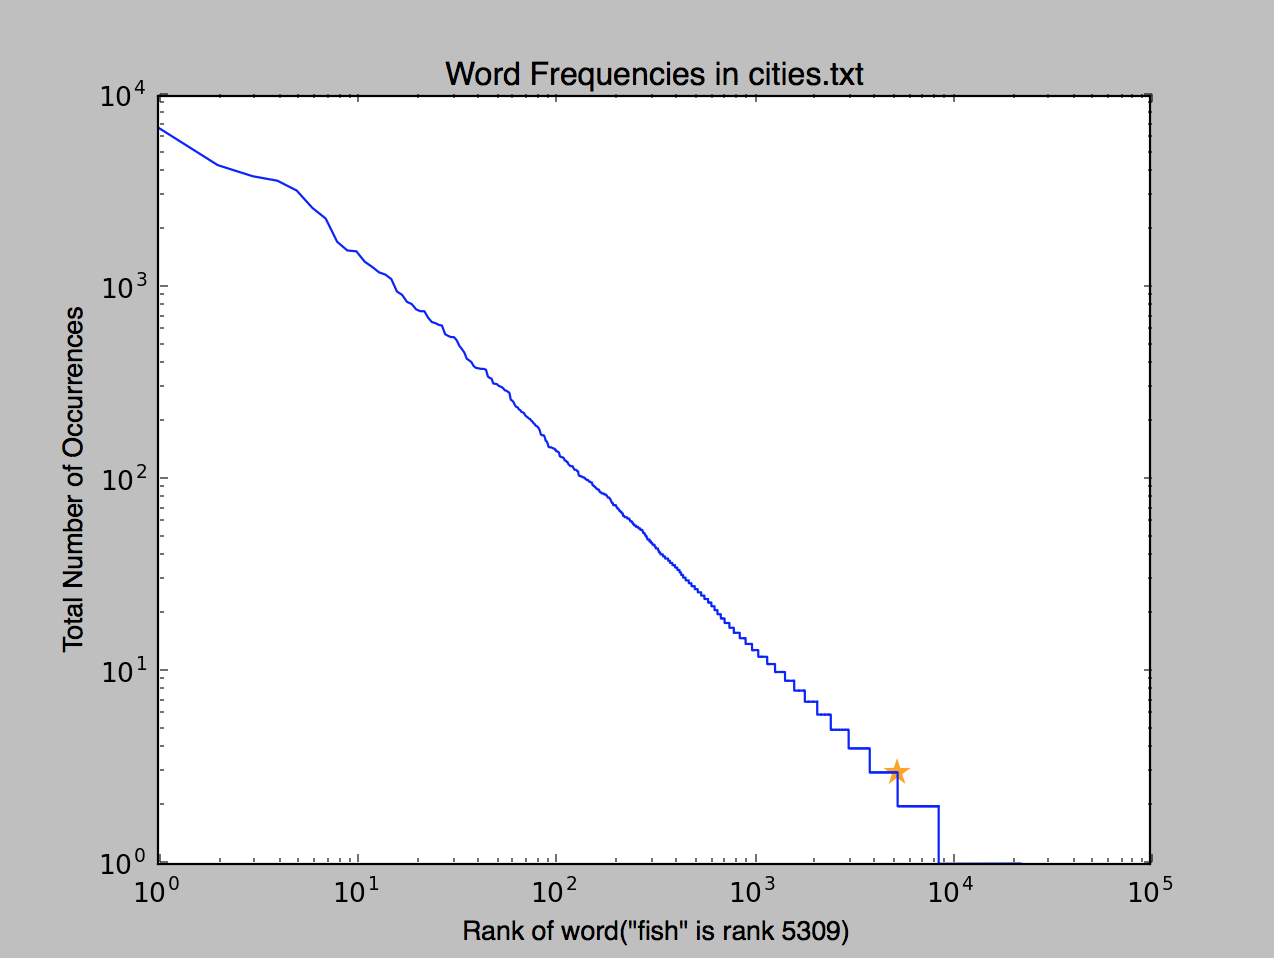 Word Frequencies in cities.txt
10^4
10^3
10^2
10^1
10^0
Total Number of Occurrences
10^0 10^1 10^2 10^3 10^4 10^5
Rank of word("fish" is rank 5309)